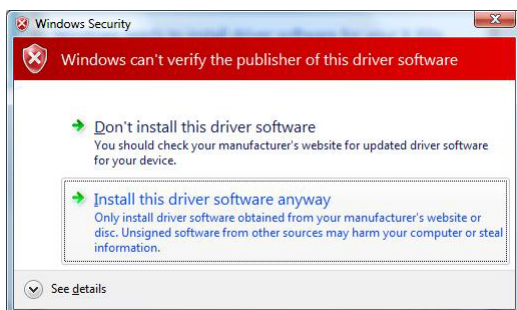 Windows Security
Windows can't verify the publisher of this driver software
Don't install this driver software
You should check your manufacturer's website for updated driver software
for your device.
Install this driver software anyway
Only install driver software obtained from your manufacturer's website or
disc. Unsigned software from other sources may harm your computer or steal
information.
See details